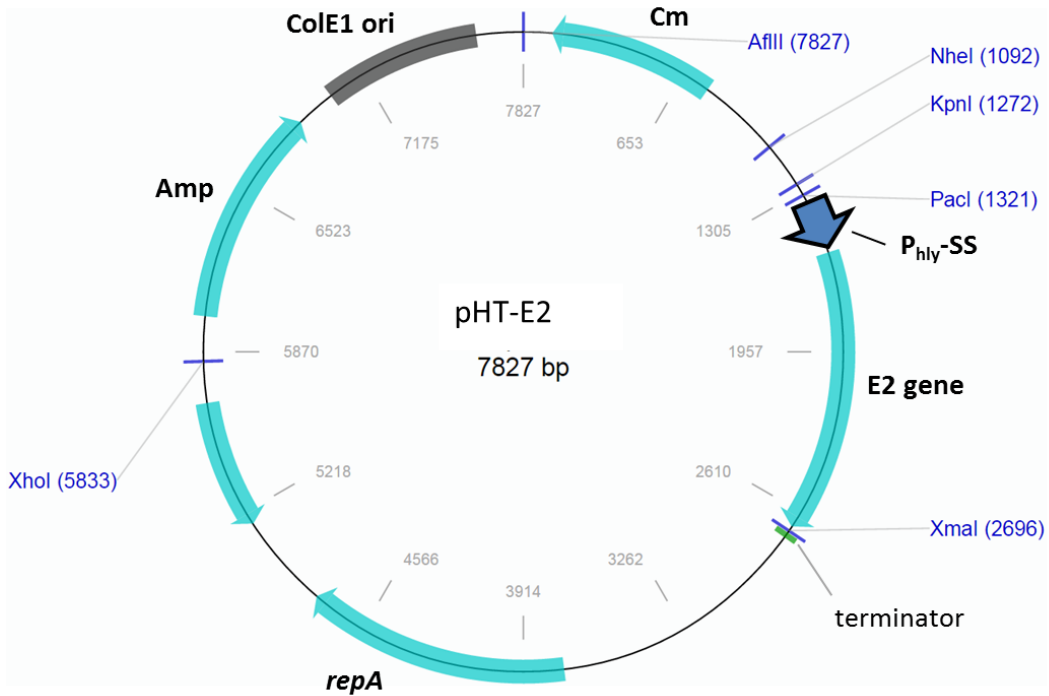 ColE1 ori
Cm
AflII (7827)
NheI (1092)
KpnI (1272)
PacI (1321)
7827
653
7175
Amp
6523
1305
Phly-SS
pHT-E2
7827 bp
5870
1957
E2 gene
XhoI (5833)
5218
2610
XmaI (2696)
4566
3914
3262
terminator
repA